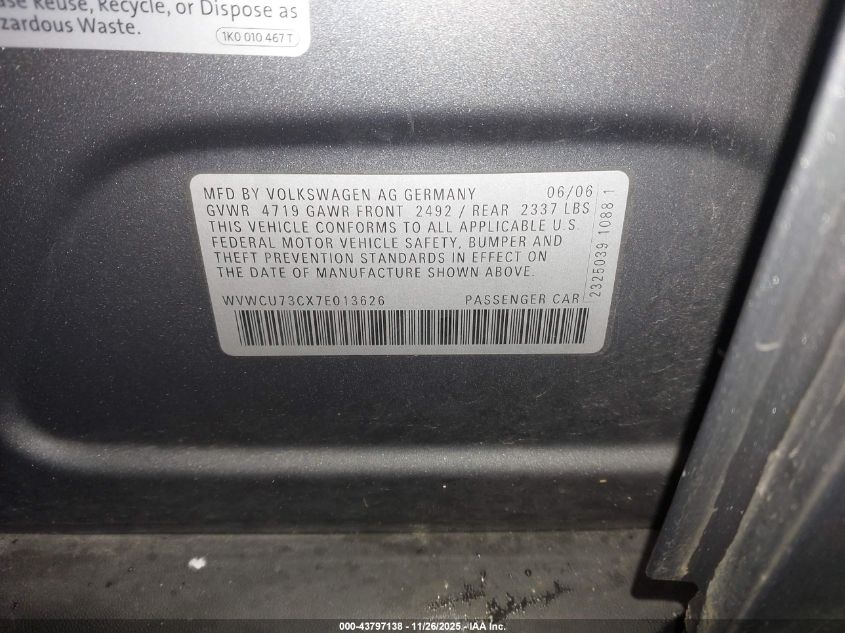 Reuse, Recycle, or Dispose as
Hazardous Waste.
1K0 010 467 T
MFD BY VOLKSWAGEN AG GERMANY 06/06
GVWR 4719 GAWR FRONT 2492 / REAR 2337 LBS
THIS VEHICLE CONFORMS TO ALL APPLICABLE U.S.
FEDERAL MOTOR VEHICLE SAFETY, BUMPER AND
THEFT PREVENTION STANDARDS IN EFFECT ON
THE DATE OF MANUFACTURE SHOWN ABOVE.
WVWCU73CX7E013626 PASSENGER CAR
2325039 1088 1
000-43797138 - 11/26/2025 - IAA Inc.